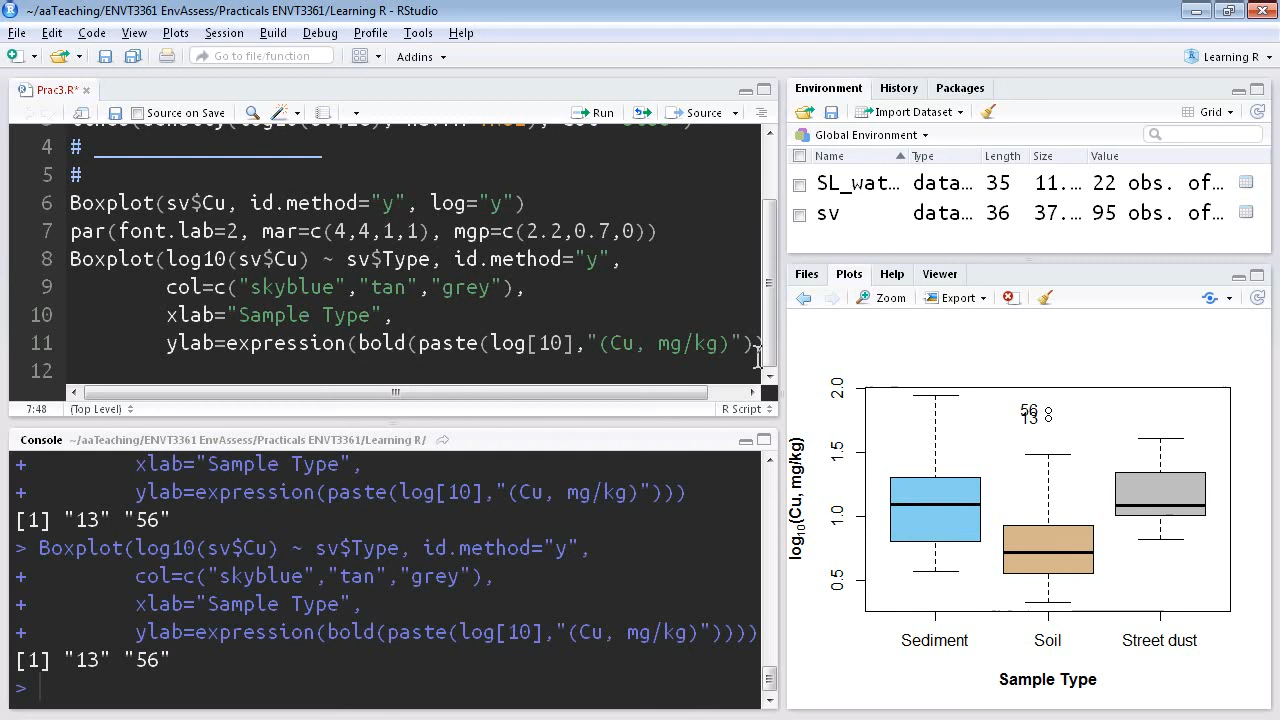 ~/aaTeaching/ENVT3361 EnvAssess/Practicals ENVT3361/Learning R - RStudio
File Edit Code View Plots Session Build Debug Profile Tools Help
Go to file/function Addins Learning R
Prac3.R*
Source on Save Run Source
4 #
5 #
6 Boxplot(sv$Cu, id.method="y", log="y")
7 par(font.lab=2, mar=c(4,4,1,1), mgp=c(2.2,0.7,0))
8 Boxplot(log10(sv$Cu) ~ sv$Type, id.method="y",
9 col=c("skyblue","tan","grey"),
10 xlab="Sample Type",
11 ylab=expression(bold(paste(log[10],"(Cu, mg/kg)"))
12
7:48 (Top Level) R Script
Console ~/aaTeaching/ENVT3361 EnvAssess/Practicals ENVT3361/Learning R/
+ xlab="Sample Type",
+ ylab=expression(paste(log[10],"(Cu, mg/kg)")))
[1] "13" "56"
> Boxplot(log10(sv$Cu) ~ sv$Type, id.method="y",
+ col=c("skyblue","tan","grey"),
+ xlab="Sample Type",
+ ylab=expression(bold(paste(log[10],"(Cu, mg/kg)"))))
[1] "13" "56"
>
Environment History Packages
Import Dataset Grid
Global Environment
Name Type Length Size Value
SL_wat… data… 35 11.… 22 obs. of…
sv data… 36 37.… 95 obs. of…
Files Plots Help Viewer
Zoom Export
2.0
1.5
1.0
0.5
log10(Cu, mg/kg)
56
13
Sediment Soil Street dust
Sample Type